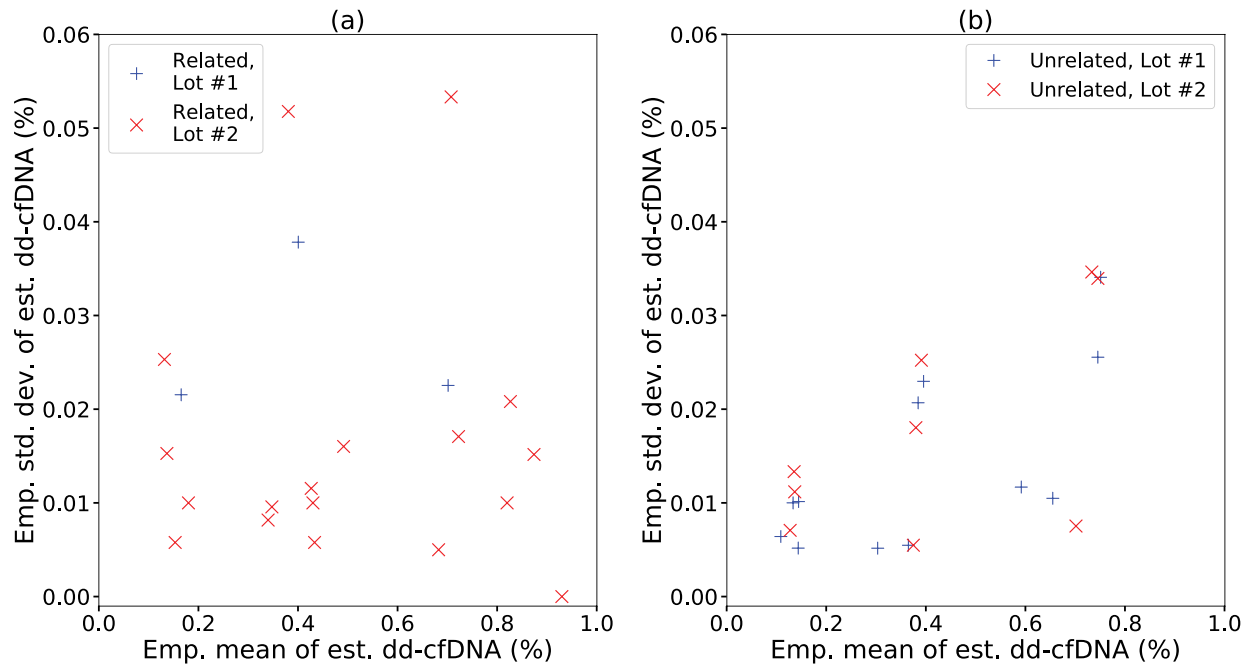 (a)
0.06
0.05
0.04
0.03
0.02
0.01
0.00
Emp. std. dev. of est. dd-cfDNA (%)
Related,
Lot #1
Related,
Lot #2
0.0 0.2 0.4 0.6 0.8 1.0
Emp. mean of est. dd-cfDNA (%)
(b)
0.06
0.05
0.04
0.03
0.02
0.01
0.00
Emp. std. dev. of est. dd-cfDNA (%)
Unrelated, Lot #1
Unrelated, Lot #2
0.0 0.2 0.4 0.6 0.8 1.0
Emp. mean of est. dd-cfDNA (%)